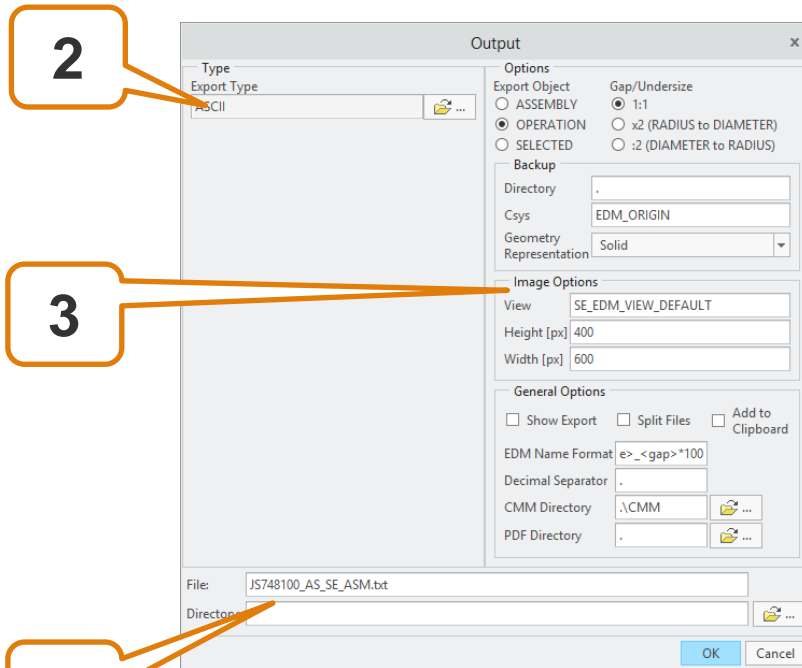 2
3
Output
x
Type
Export Type
ASCII
...
Options
Export Object
Gap/Undersize
ASSEMBLY
1:1
OPERATION
x2 (RADIUS to DIAMETER)
SELECTED
:2 (DIAMETER to RADIUS)
Backup
Directory
.
Csys
EDM_ORIGIN
Geometry
Representation
Solid
Image Options
View
SE_EDM_VIEW_DEFAULT
Height [px]
400
Width [px]
600
General Options
Show Export
Split Files
Add to
Clipboard
EDM Name Format
e>_<gap>*100
Decimal Separator
.
CMM Directory
.\CMM
...
PDF Directory
.
...
File:
JS748100_AS_SE_ASM.txt
Directory
...
OK
Cancel